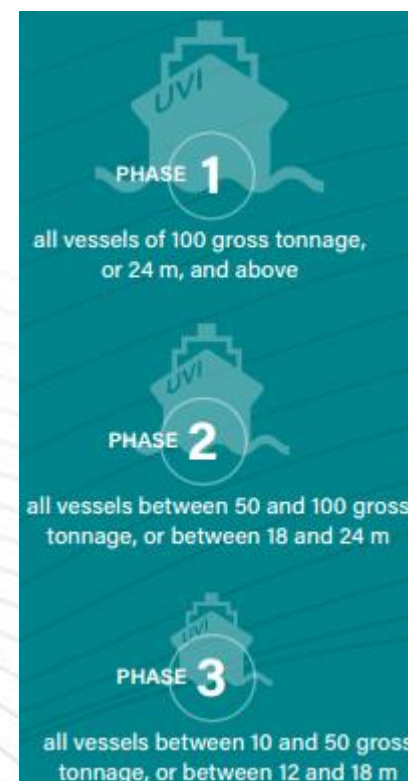 UVI
PHASE 1
all vessels of 100 gross tonnage,
or 24 m, and above
UVI
PHASE 2
all vessels between 50 and 100 gross
tonnage, or between 18 and 24 m
UVI
PHASE 3
all vessels between 10 and 50 gross
tonnage, or between 12 and 18 m